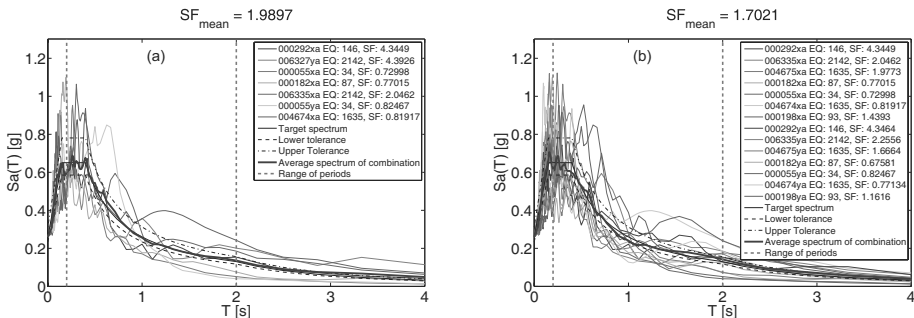 SFmean = 1.9897
(a)
000292xa EQ: 146, SF: 4.3449
006327ya EQ: 2142, SF: 4.3926
000055xa EQ: 34, SF: 0.72998
000182xa EQ: 87, SF: 0.77015
006335xa EQ: 2142, SF: 2.0462
000055ya EQ: 34, SF: 0.82467
004674xa EQ: 1635, SF: 0.81917
Target spectrum
Lower tolerance
Upper Tolerance
Average spectrum of combination
Range of periods
Sa(T) [g]
1.2
1
0.8
0.6
0.4
0.2
0
0 1 2 3 4
T [s]
SFmean = 1.7021
(b)
000292xa EQ: 146, SF: 4.3449
006335xa EQ: 2142, SF: 2.0462
004675xa EQ: 1635, SF: 1.9773
000182xa EQ: 87, SF: 0.77015
000055xa EQ: 34, SF: 0.72998
004674xa EQ: 1635, SF: 0.81917
000198xa EQ: 93, SF: 1.4393
000292ya EQ: 146, SF: 4.3464
006335ya EQ: 2142, SF: 2.2556
004675ya EQ: 1635, SF: 1.6664
000182ya EQ: 87, SF: 0.67581
000055ya EQ: 34, SF: 0.82467
004674ya EQ: 1635, SF: 0.77134
000198ya EQ: 93, SF: 1.1616
Target spectrum
Lower tolerance
Upper Tolerance
Average spectrum of combination
Range of periods
Sa(T) [g]
1.2
1
0.8
0.6
0.4
0.2
0
0 1 2 3 4
T [s]